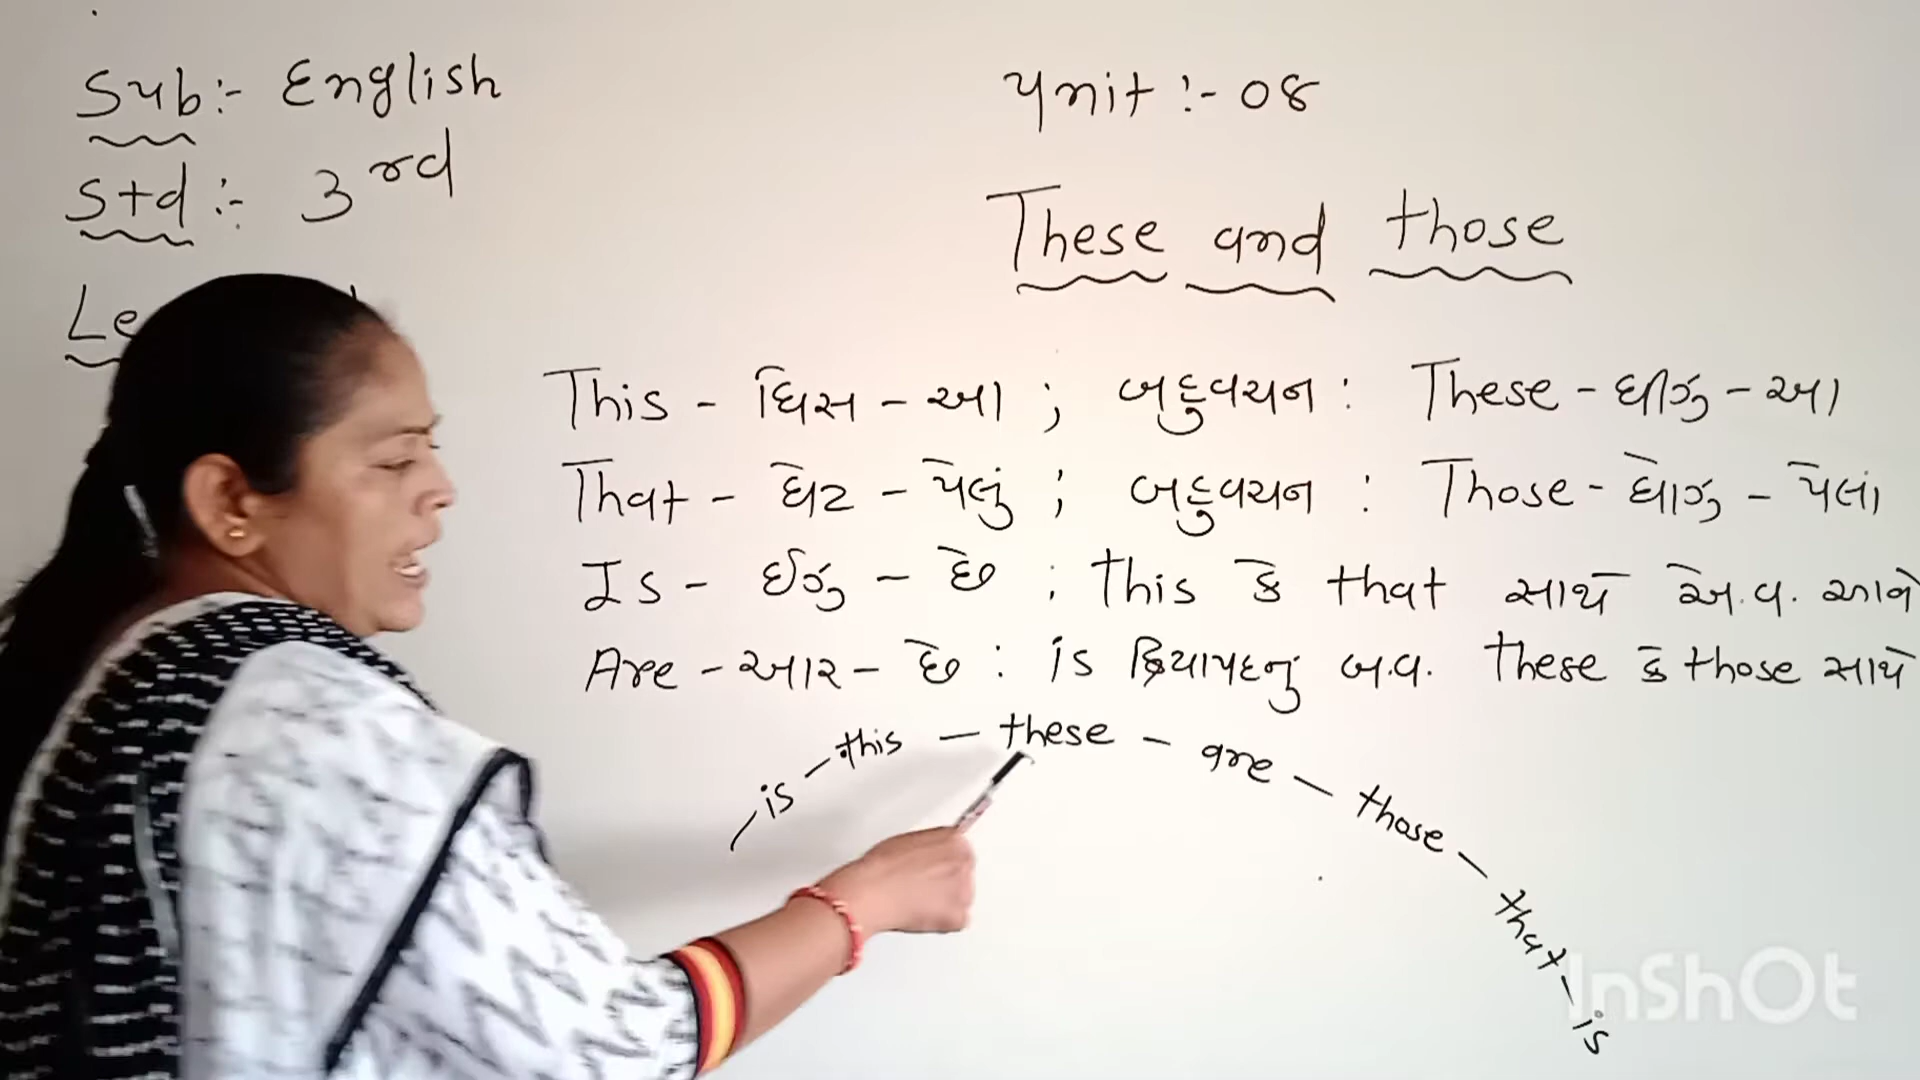 Sub:- English
Unit :- 08
Std :- 3rd
These and those
Le
This - ધિસ - આ ; બહુવચન : These - ધીઝ - આ
That - ધેટ - પેલું ; બહુવચન : Those - ધોઝ - પેલાં
Is - ઈઝ - છે : this કે that સાથે એ.વ. આવે
Are - આર - છે : is ક્રિયાપદનું બ.વ. these કે those સાથે
is - this - these - are - those - that - is
InShOt